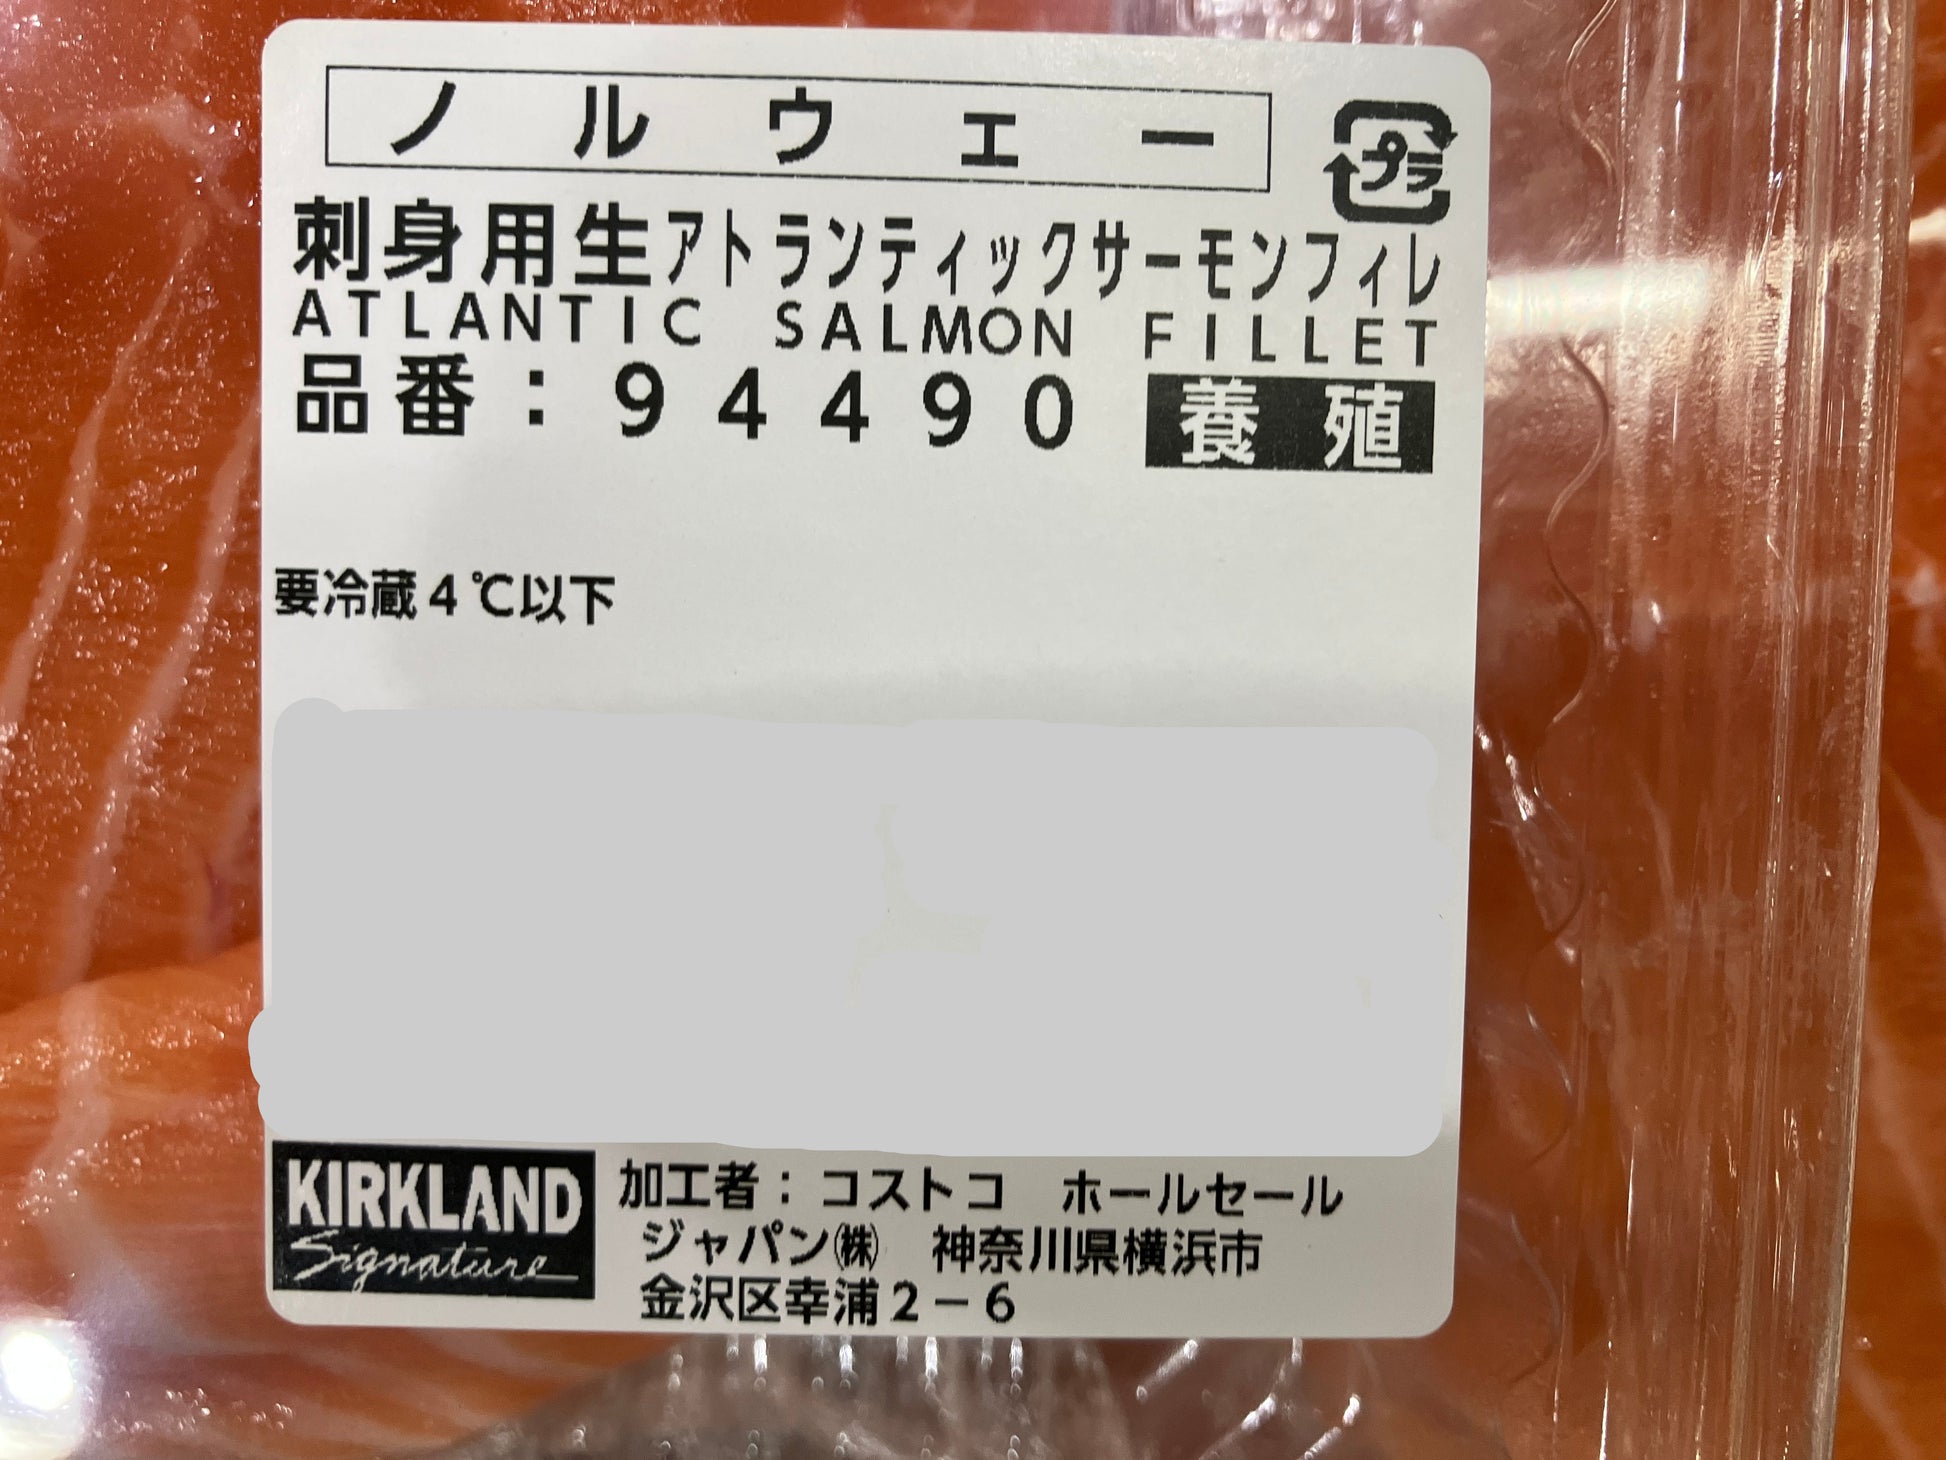 ノルウェー
プラ
刺身用生アトランティックサーモンフィレ
ATLANTIC SALMON FILLET
品番：94490 養殖
要冷蔵4℃以下
KIRKLAND
Signature
加工者：コストコ ホールセール
ジャパン㈱ 神奈川県横浜市
金沢区幸浦2－6